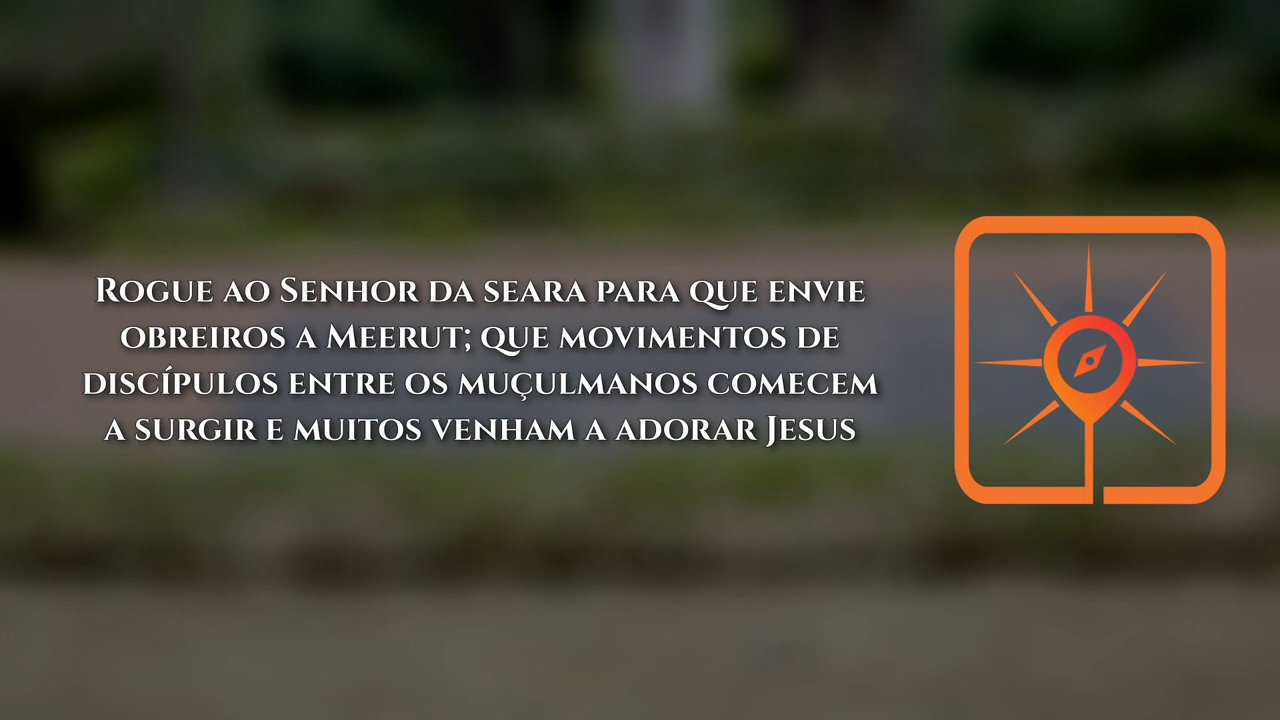 Rogue ao Senhor da seara para que envie
obreiros a Meerut; que movimentos de
discípulos entre os muçulmanos comecem
a surgir e muitos venham a adorar Jesus